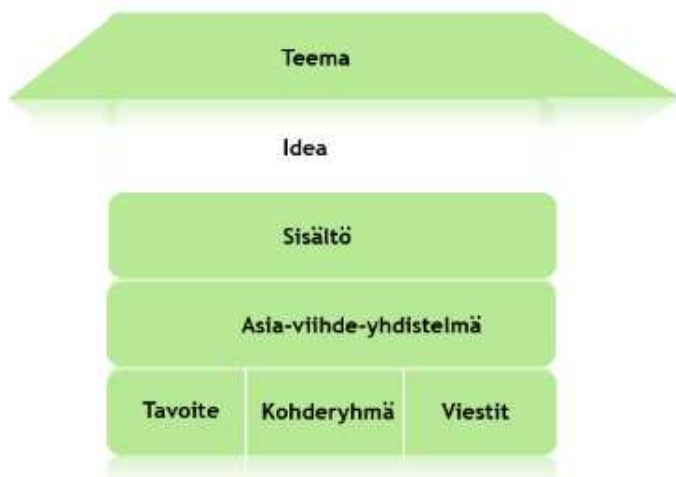 Teema
Idea
Sisältö
Asia-viihde-yhdistelmä
Tavoite Kohderyhmä Viestit